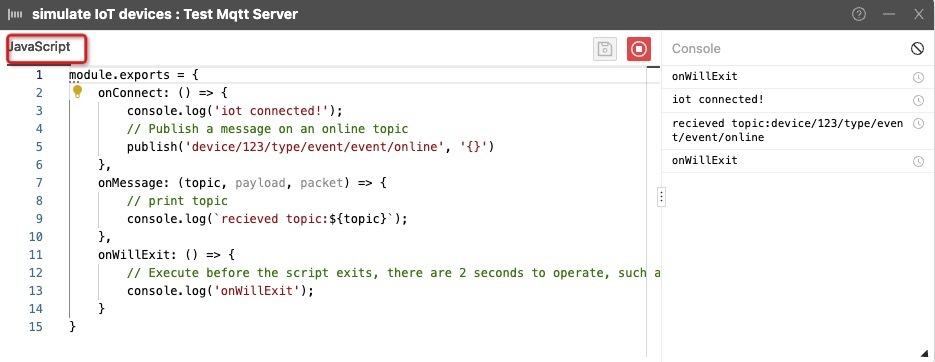 simulate IoT devices : Test Mqtt Server
JavaScript
1 module.exports = {
2 onConnect: () => {
3 console.log('iot connected!');
4 // Publish a message on an online topic
5 publish('device/123/type/event/event/online', '{}')
6 },
7 onMessage: (topic, payload, packet) => {
8 // print topic
9 console.log(`recieved topic:${topic}`);
10 },
11 onWillExit: () => {
12 // Execute before the script exits, there are 2 seconds to operate, such a
13 console.log('onWillExit');
14 }
15 }
Console
onWillExit
iot connected!
recieved topic:device/123/type/even
t/event/online
onWillExit